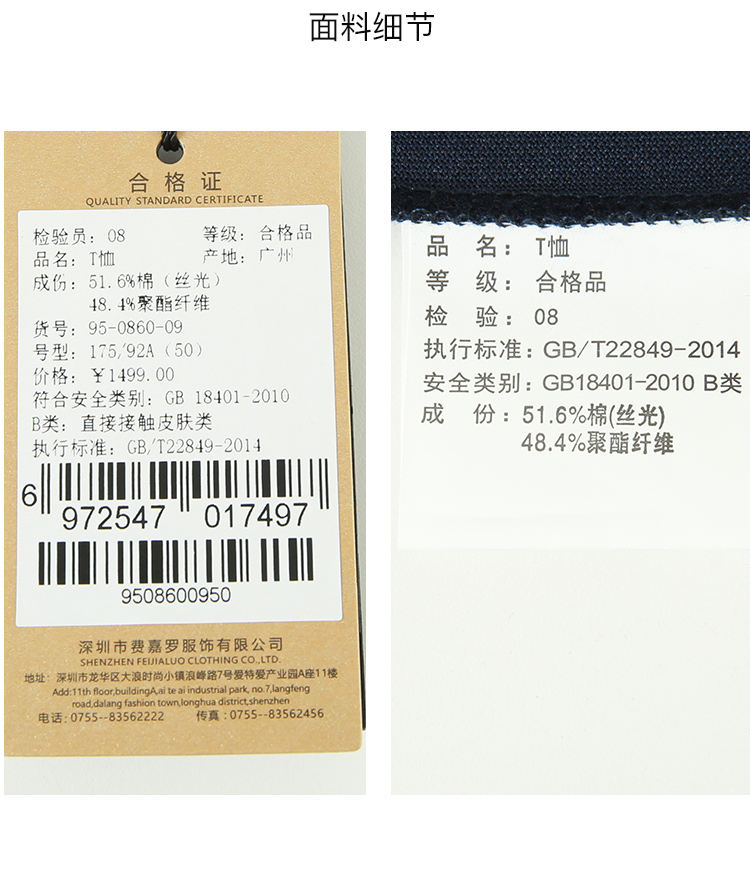 面料细节
合格证
QUALITY STANDARD CERTIFICATE
检验员: 08 等级: 合格品
品名: T恤 产地: 广州
成份: 51.6%棉（丝光）
48.4%聚酯纤维
货号: 95-0860-09
号型: 175/92A（50）
价格: ￥1499.00
符合安全类别: GB 18401-2010
B类: 直接接触皮肤类
执行标准: GB/T22849-2014
6 972547 017497
9508600950
深圳市费嘉罗服饰有限公司
SHENZHEN FEIJIALUO CLOTHING CO.,LTD.
地址: 深圳市龙华区大浪时尚小镇浪峰路7号爱特爱产业园A座11楼
Add:11th floor,buildingA,ai te ai industrial park, no.7,langfeng
road,dalang fashion town,longhua district,shenzhen
电话:0755--83562222 传真:0755--83562456
品 名: T恤
等 级: 合格品
检 验: 08
执行标准: GB/T22849-2014
安全类别: GB18401-2010 B类
成 份: 51.6%棉(丝光)
48.4%聚酯纤维